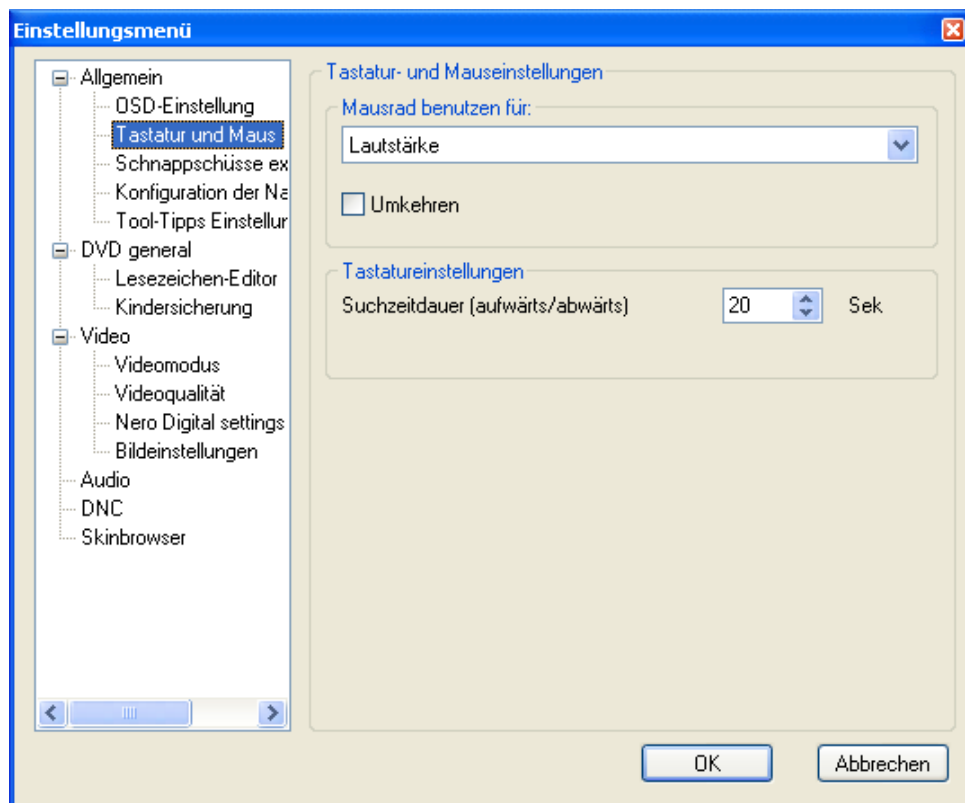 Einstellungsmenü
Allgemein
OSD-Einstellung
Tastatur und Maus
Schnappschüsse ex
Konfiguration der Na
Tool-Tipps Einstellur
DVD general
Lesezeichen-Editor
Kindersicherung
Video
Videomodus
Videoqualität
Nero Digital settings
Bildeinstellungen
Audio
DNC
Skinbrowser
Tastatur- und Mauseinstellungen
Mausrad benutzen für:
Lautstärke
Umkehren
Tastatureinstellungen
Suchzeitdauer (aufwärts/abwärts) 20 Sek
OK Abbrechen